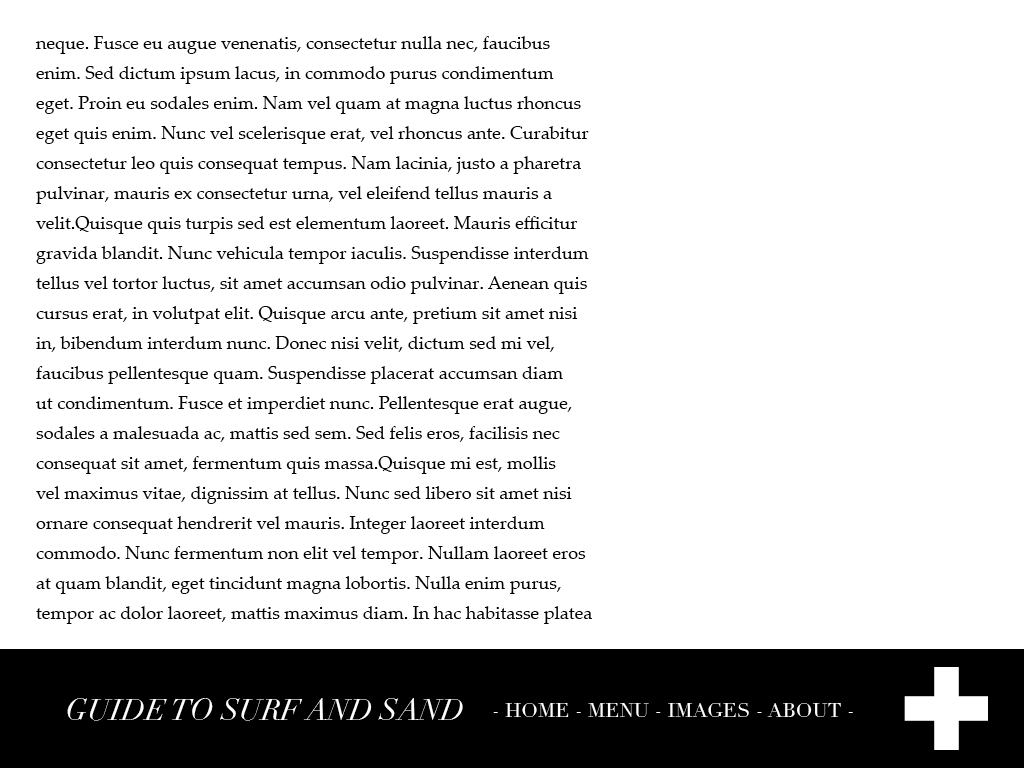 neque. Fusce eu augue venenatis, consectetur nulla nec, faucibus
enim. Sed dictum ipsum lacus, in commodo purus condimentum
eget. Proin eu sodales enim. Nam vel quam at magna luctus rhoncus
eget quis enim. Nunc vel scelerisque erat, vel rhoncus ante. Curabitur
consectetur leo quis consequat tempus. Nam lacinia, justo a pharetra
pulvinar, mauris ex consectetur urna, vel eleifend tellus mauris a
velit.Quisque quis turpis sed est elementum laoreet. Mauris efficitur
gravida blandit. Nunc vehicula tempor iaculis. Suspendisse interdum
tellus vel tortor luctus, sit amet accumsan odio pulvinar. Aenean quis
cursus erat, in volutpat elit. Quisque arcu ante, pretium sit amet nisi
in, bibendum interdum nunc. Donec nisi velit, dictum sed mi vel,
faucibus pellentesque quam. Suspendisse placerat accumsan diam
ut condimentum. Fusce et imperdiet nunc. Pellentesque erat augue,
sodales a malesuada ac, mattis sed sem. Sed felis eros, facilisis nec
consequat sit amet, fermentum quis massa.Quisque mi est, mollis
vel maximus vitae, dignissim at tellus. Nunc sed libero sit amet nisi
ornare consequat hendrerit vel mauris. Integer laoreet interdum
commodo. Nunc fermentum non elit vel tempor. Nullam laoreet eros
at quam blandit, eget tincidunt magna lobortis. Nulla enim purus,
tempor ac dolor laoreet, mattis maximus diam. In hac habitasse platea
GUIDE TO SURF AND SAND - HOME - MENU - IMAGES - ABOUT -